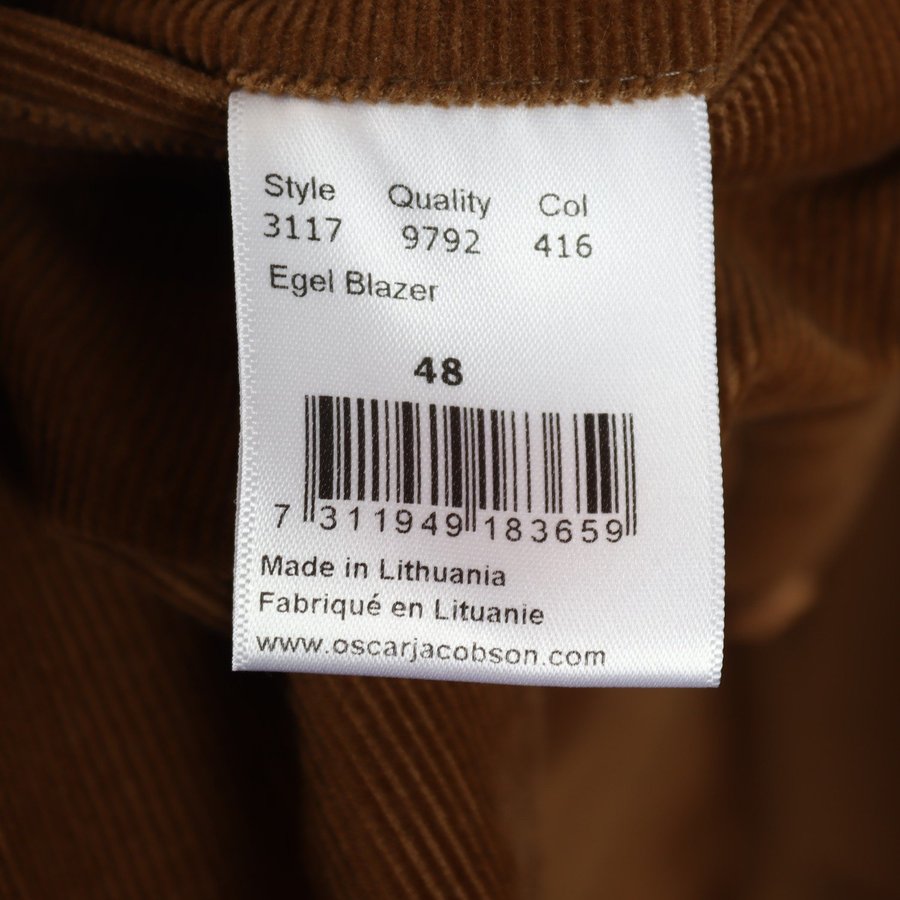 Style Quality Col
3117 9792 416
Egel Blazer
48
7 311949 183659
Made in Lithuania
Fabriqué en Lituanie
www.oscarjacobson.com